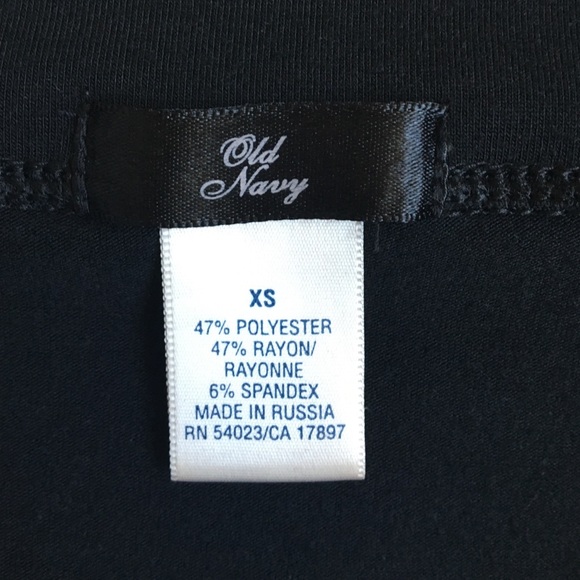 Old
Navy
XS
47% POLYESTER
47% RAYON/
RAYONNE
6% SPANDEX
MADE IN RUSSIA
RN 54023/CA 17897